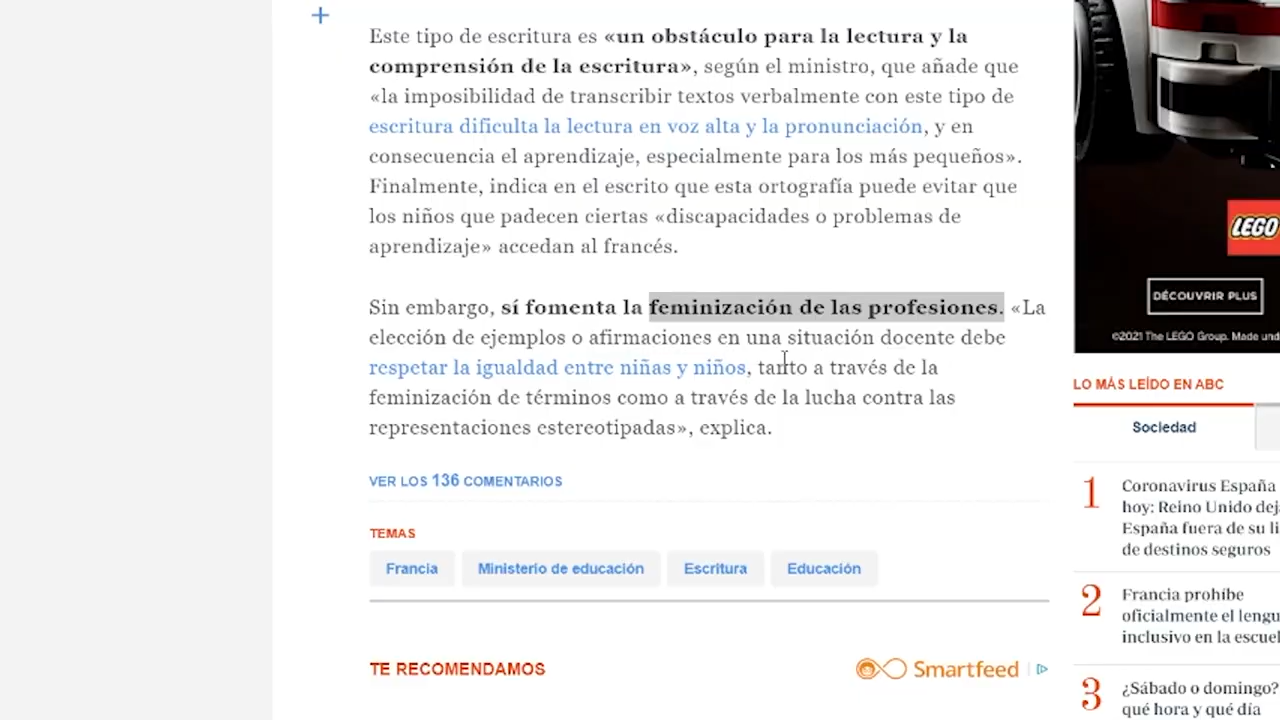 Este tipo de escritura es «un obstáculo para la lectura y la
comprensión de la escritura», según el ministro, que añade que
«la imposibilidad de transcribir textos verbalmente con este tipo de
escritura dificulta la lectura en voz alta y la pronunciación, y en
consecuencia el aprendizaje, especialmente para los más pequeños».
Finalmente, indica en el escrito que esta ortografía puede evitar que
los niños que padecen ciertas «discapacidades o problemas de
aprendizaje» accedan al francés.
Sin embargo, sí fomenta la feminización de las profesiones. «La
elección de ejemplos o afirmaciones en una situación docente debe
respetar la igualdad entre niñas y niños, tanto a través de la
feminización de términos como a través de la lucha contra las
representaciones estereotipadas», explica.
VER LOS 136 COMENTARIOS
TEMAS
Francia Ministerio de educación Escritura Educación
TE RECOMENDAMOS
Smartfeed
LEGO
DÉCOUVRIR PLUS
©2021 The LEGO Group. Made und
LO MÁS LEÍDO EN ABC
Sociedad
1 Coronavirus España
hoy: Reino Unido dej
España fuera de su li
de destinos seguros
2 Francia prohíbe
oficialmente el lengu
inclusivo en la escuel
3 ¿Sábado o domingo?
qué hora y qué día